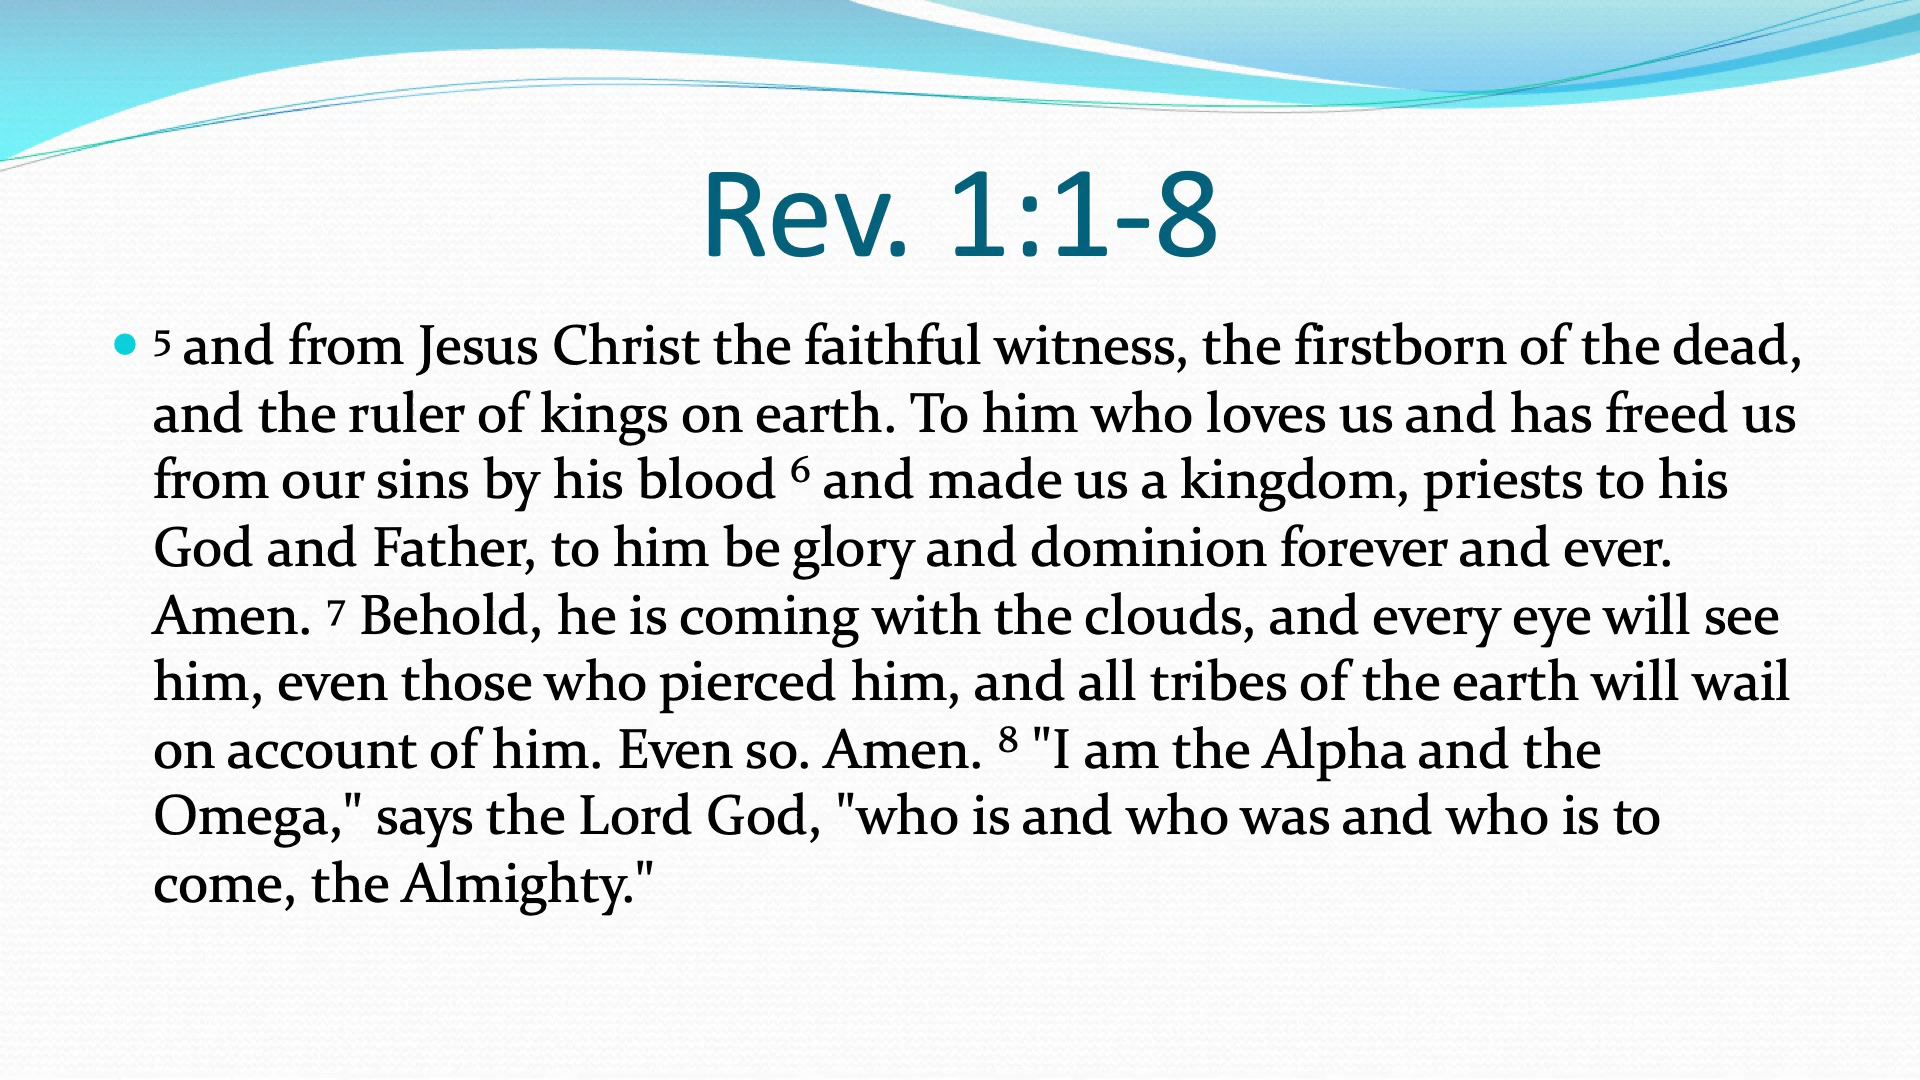 Rev. 1:1-8
• ⁵ and from Jesus Christ the faithful witness, the firstborn of the dead,
and the ruler of kings on earth. To him who loves us and has freed us
from our sins by his blood ⁶ and made us a kingdom, priests to his
God and Father, to him be glory and dominion forever and ever.
Amen. ⁷ Behold, he is coming with the clouds, and every eye will see
him, even those who pierced him, and all tribes of the earth will wail
on account of him. Even so. Amen. ⁸ "I am the Alpha and the
Omega," says the Lord God, "who is and who was and who is to
come, the Almighty."